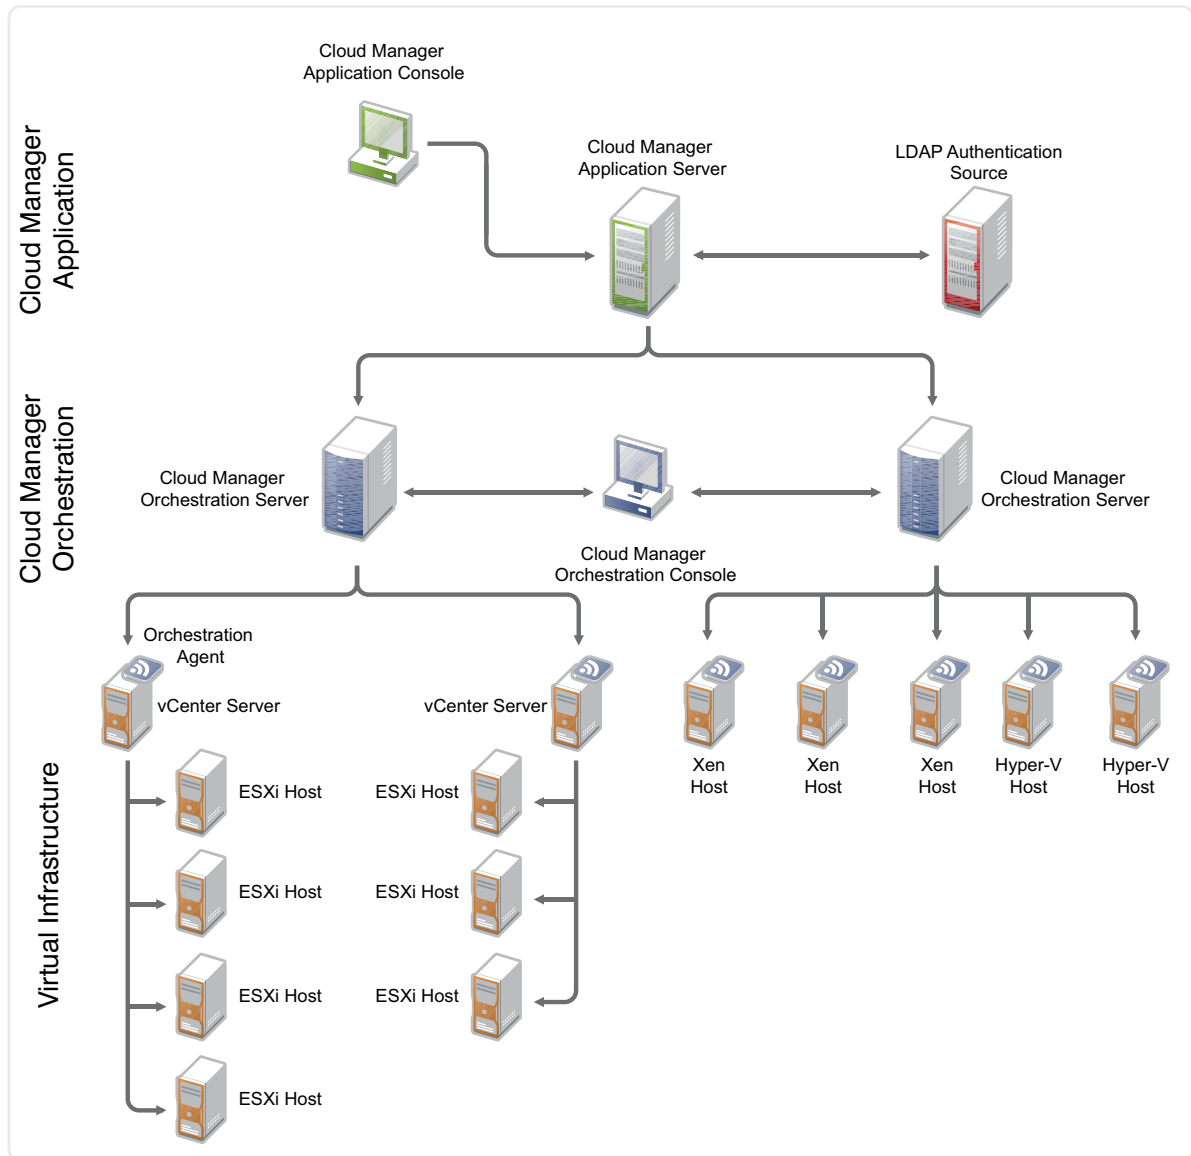 Cloud Manager
Application
Cloud Manager
Application Console
Cloud Manager
Application Server
LDAP Authentication
Source
Cloud Manager
Orchestration
Cloud Manager
Orchestration Server
Cloud Manager
Orchestration Console
Cloud Manager
Orchestration Server
Virtual Infrastructure
Orchestration
Agent
vCenter Server
vCenter Server
Xen
Host
Xen
Host
Xen
Host
Hyper-V
Host
Hyper-V
Host
ESXi Host
ESXi Host
ESXi Host
ESXi Host
ESXi Host
ESXi Host
ESXi Host